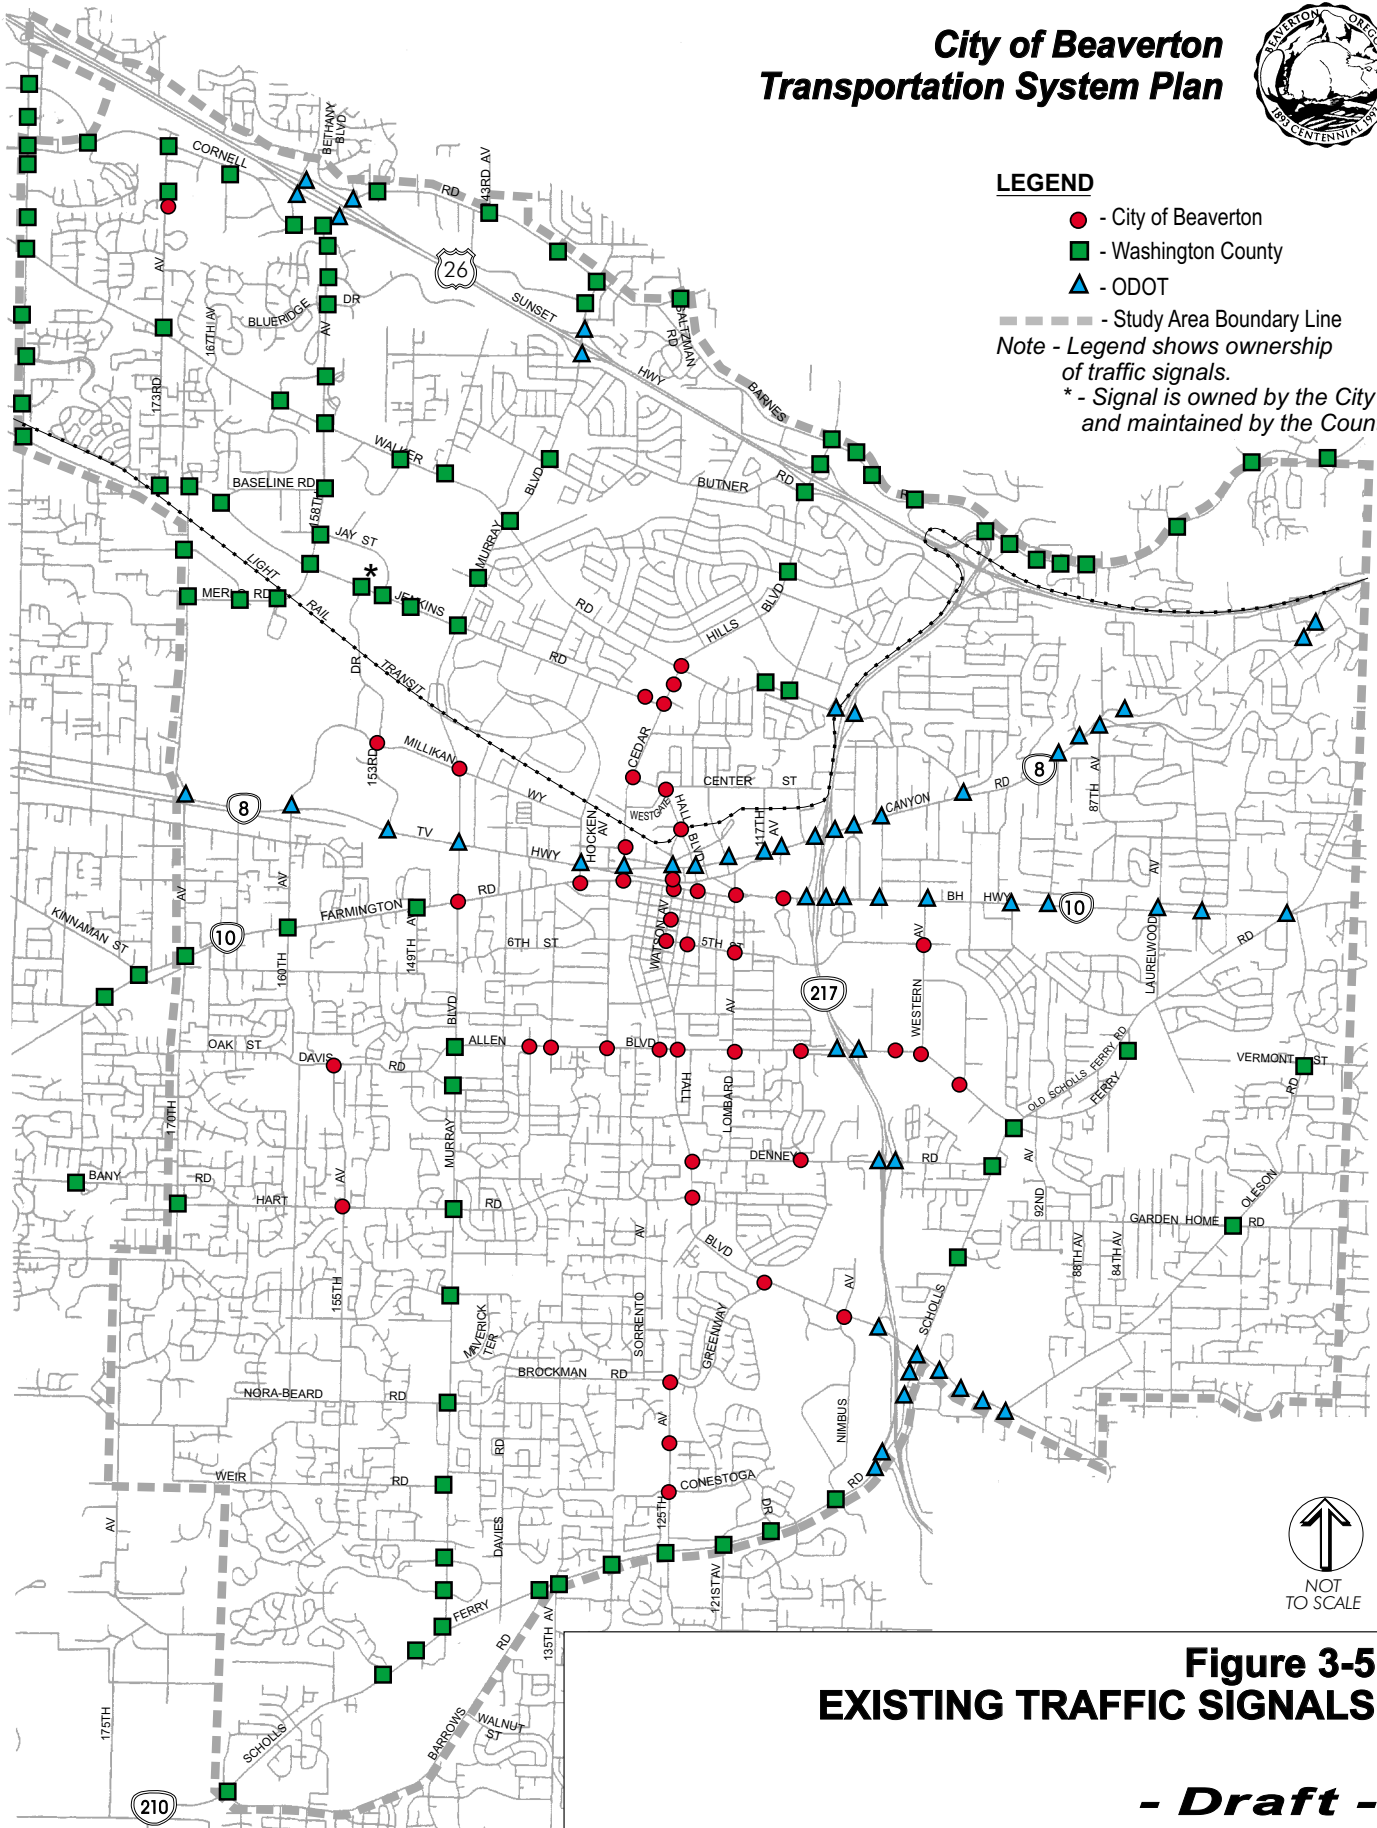 City of Beaverton
Transportation System Plan
BEAVERTON OREGON
1893 CENTENNIAL 1993
LEGEND
- City of Beaverton
- Washington County
- ODOT
- Study Area Boundary Line
Note - Legend shows ownership
of traffic signals.
* - Signal is owned by the City
and maintained by the Coun
CORNELL
BETHANY
BLVD
RD
43RD AV
26
SUNSET
HWY
SALTZMAN
RD
BARNES
AV
167TH AV
BLUERIDGE
DR
AV
173RD
WALKER
BLVD
BUTNER
RD
BASELINE RD
158TH
JAY ST
MURRAY
LIGHT
RAIL
TRANSIT
MERLO RD
*
JENKINS
RD
RD
HILLS
BLVD
DR
153RD
MILLIKAN
WY
CEDAR
CENTER ST
WESTGATE
HALL
BLVD
117TH
AV
CANYON
RD
8
87TH AV
8
TV
HWY
HOCKEN
AV
AV
AV
KINNAMAN ST
10
FARMINGTON
RD
149TH AV
160TH
6TH ST
WATSON AV
5TH ST
BH HWY
10
AV
LAURELWOOD
RD
217
WESTERN
AV
OAK ST
DAVIS
RD
BLVD
ALLEN
BLVD
HALL
LOMBARD
OLD SCHOLLS FERRY RD
FERRY
VERMONT ST
RD
170TH
MURRAY
BANY
RD
HART
RD
AV
DENNEY
RD
AV
92ND
OLESON
GARDEN HOME RD
88TH AV
84TH AV
155TH
AV
BLVD
AV
SORRENTO
GREENWAY
SCHOLLS
MAVERICK
TER
BROCKMAN RD
NORA-BEARD
RD
AV
NIMBUS
WEIR
RD
RD
CONESTOGA
DR
RD
AV
DAVIES
125TH
121ST AV
FERRY
RD
135TH AV
175TH
SCHOLLS
BARROWS
WALNUT
ST
210
NOT
TO SCALE
Figure 3-5
EXISTING TRAFFIC SIGNALS
- Draft -